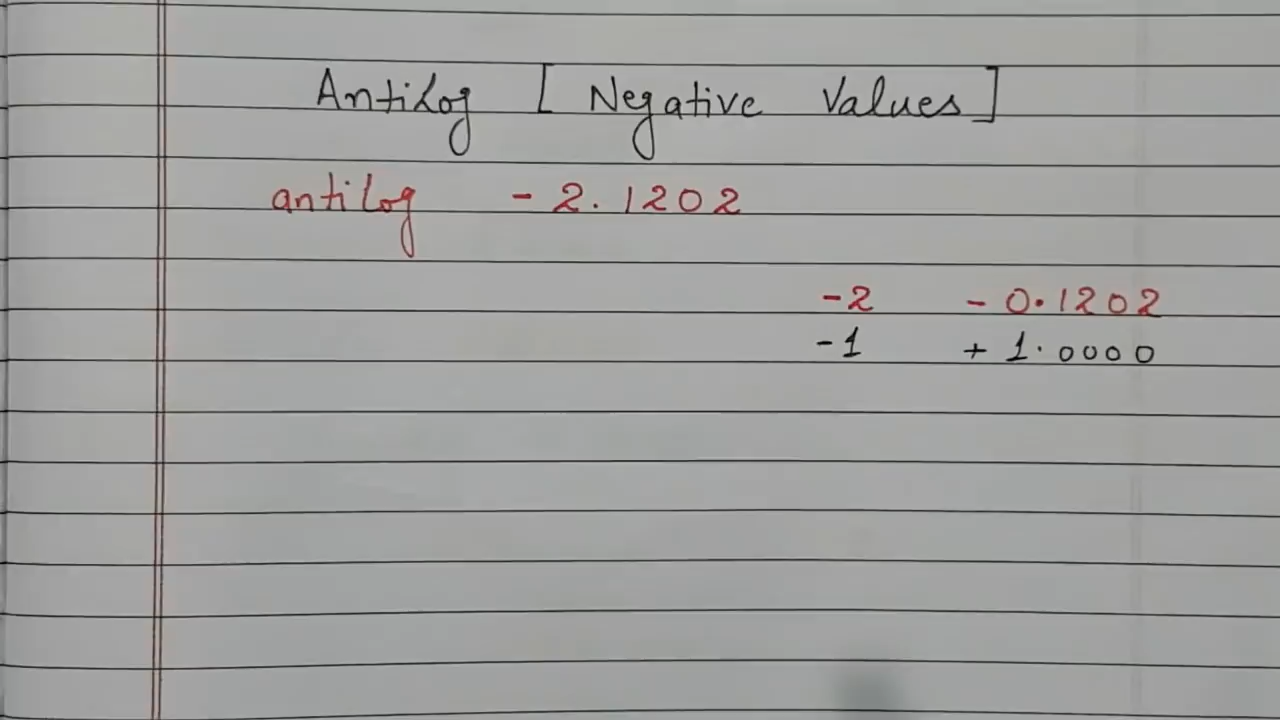 Antilog [ Negative Values ]
antilog - 2.1202
-2 - 0.1202
-1 + 1.0000